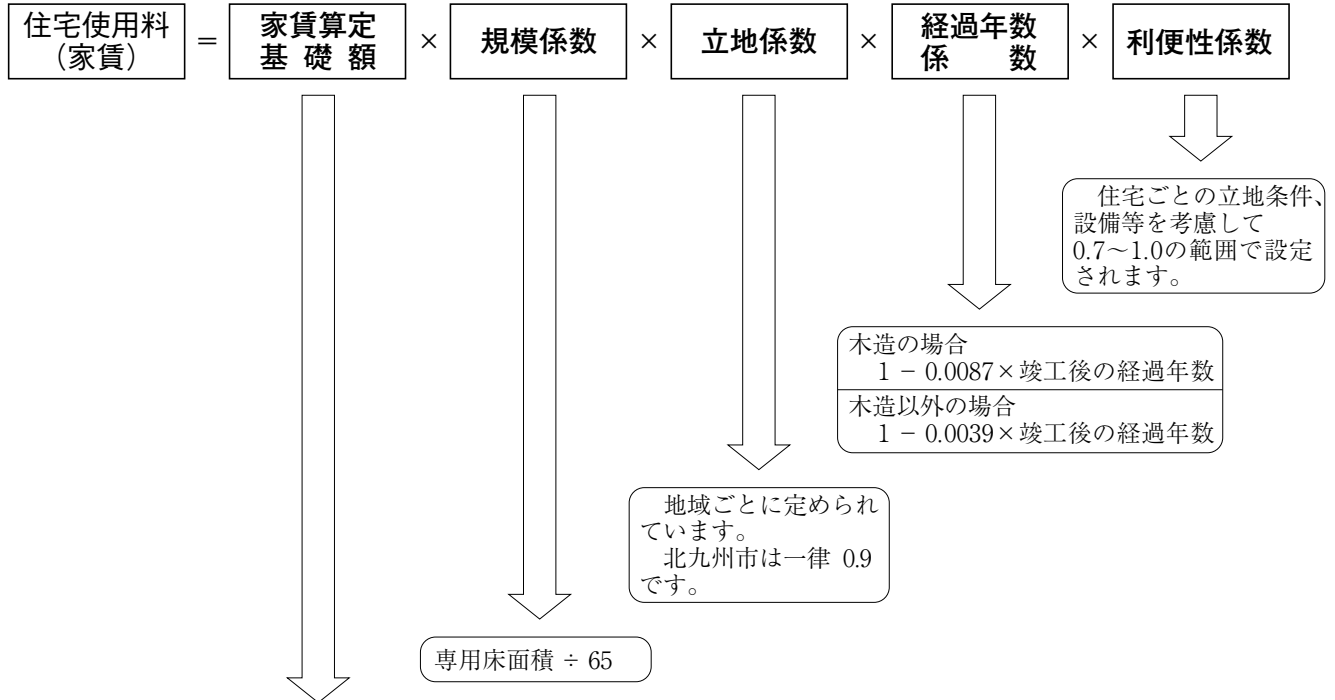 住宅使用料
（家賃）
＝
家賃算定
基 礎 額
×
規模係数
×
立地係数
×
経過年数
係　　数
×
利便性係数
住宅ごとの立地条件、
設備等を考慮して
0.7～1.0の範囲で設定
されます。
木造の場合
1 − 0.0087×竣工後の経過年数
木造以外の場合
1 − 0.0039×竣工後の経過年数
地域ごとに定められ
ています。
北九州市は一律 0.9
です。
専用床面積 ÷ 65